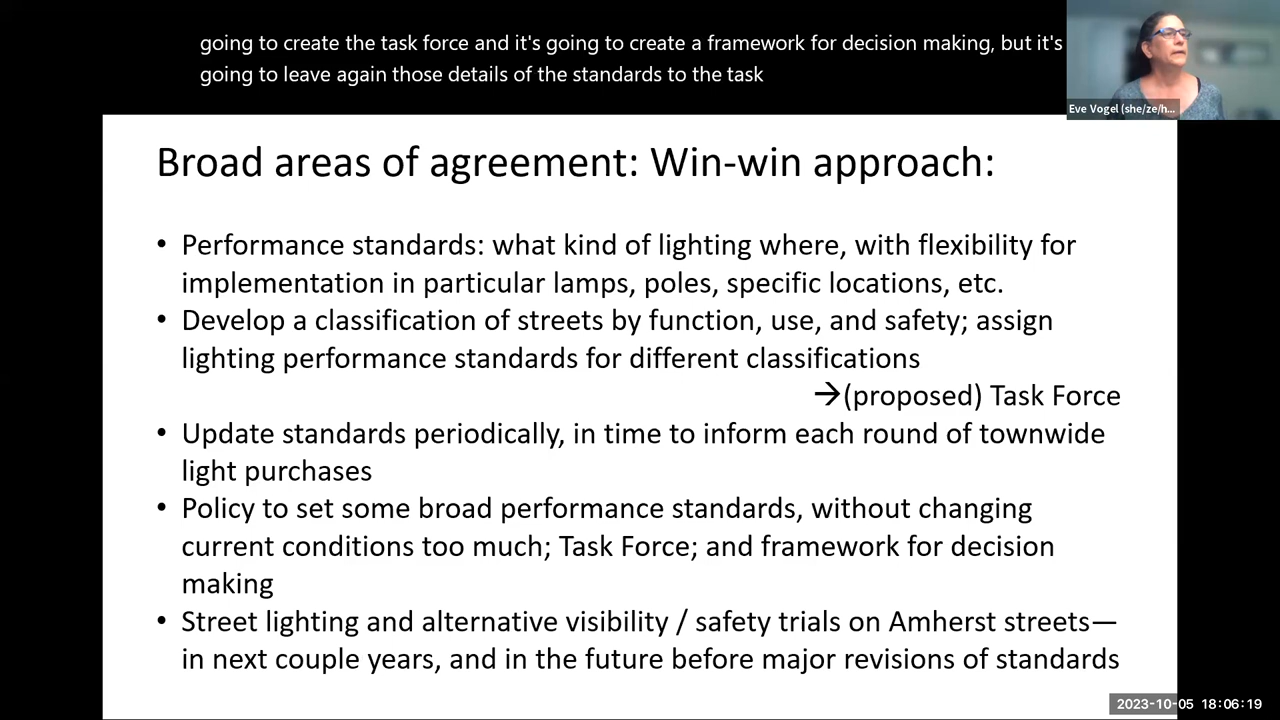 going to create the task force and it's going to create a framework for decision making, but it's
going to leave again those details of the standards to the task
Eve Vogel (she/ze/h...
Broad areas of agreement: Win-win approach:
• Performance standards: what kind of lighting where, with flexibility for
implementation in particular lamps, poles, specific locations, etc.
• Develop a classification of streets by function, use, and safety; assign
lighting performance standards for different classifications
→(proposed) Task Force
• Update standards periodically, in time to inform each round of townwide
light purchases
• Policy to set some broad performance standards, without changing
current conditions too much; Task Force; and framework for decision
making
• Street lighting and alternative visibility / safety trials on Amherst streets—
in next couple years, and in the future before major revisions of standards
2023-10-05 18:06:19